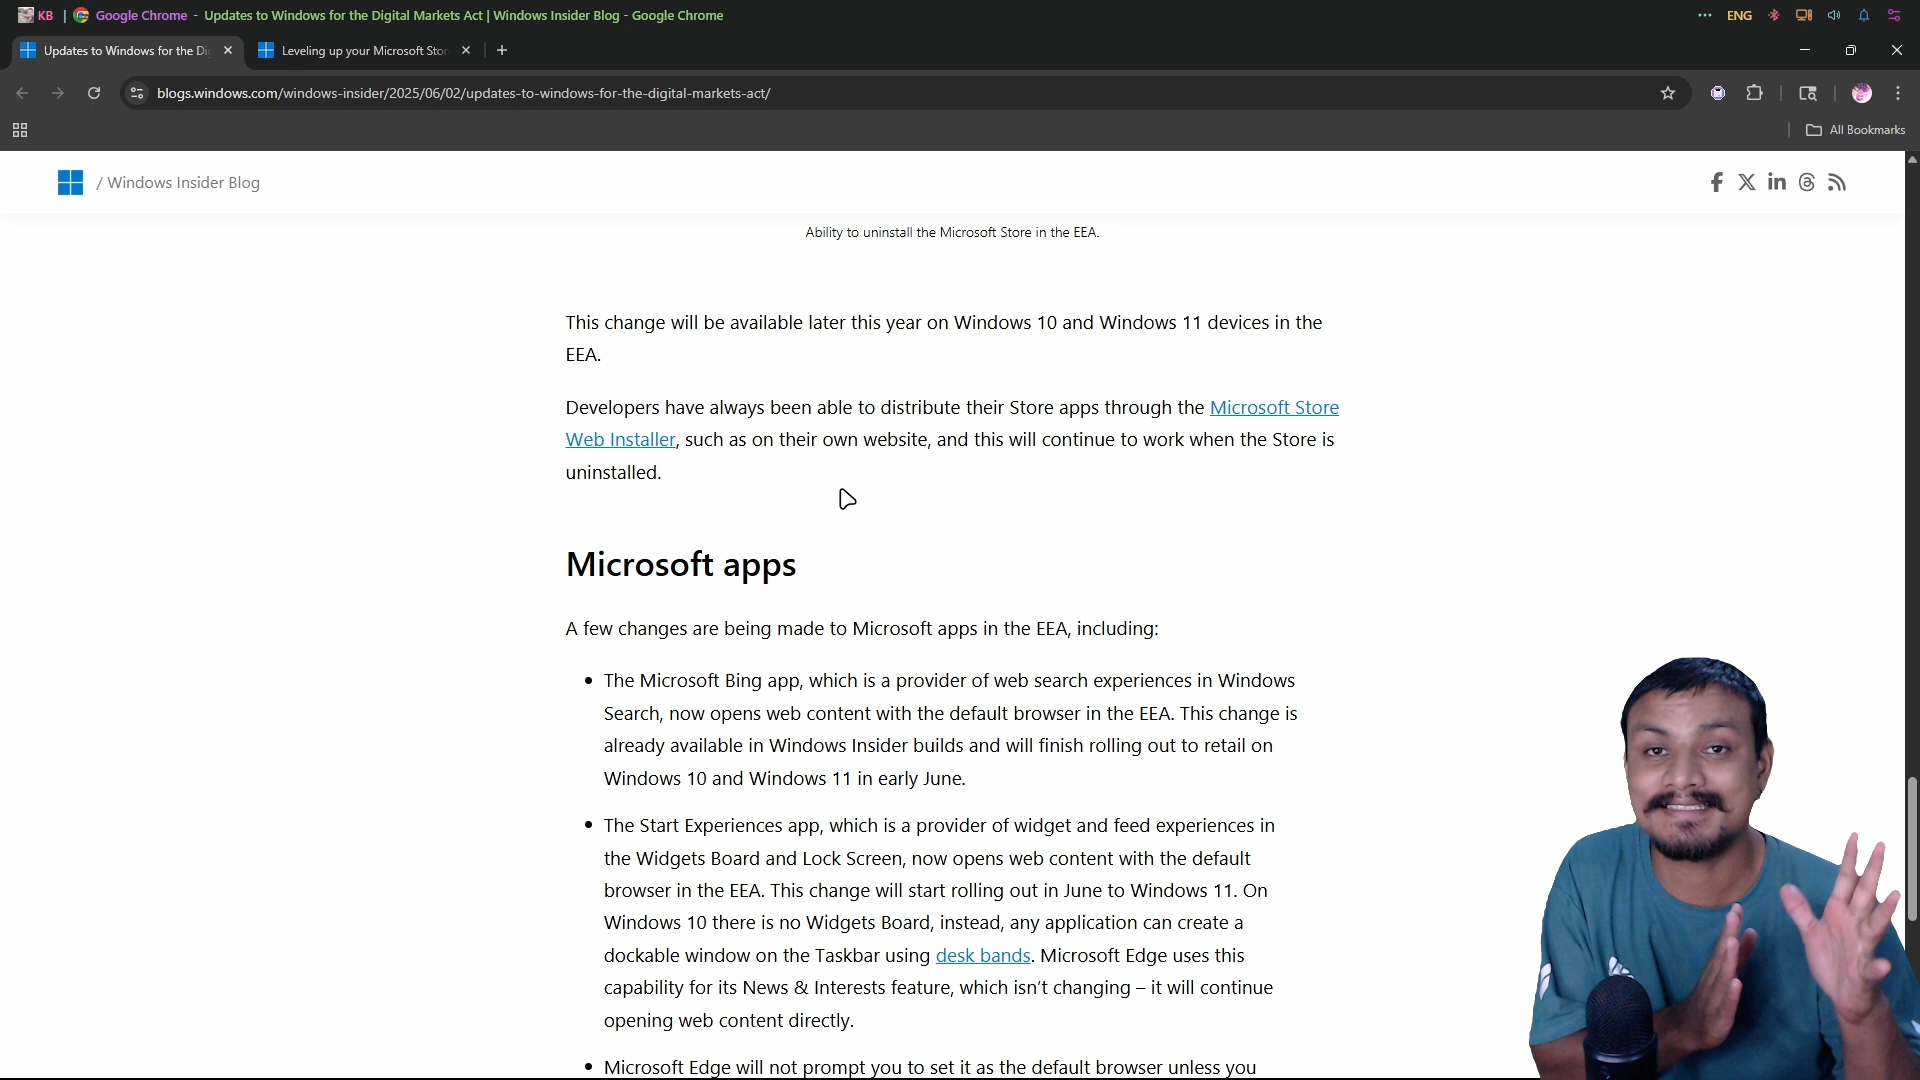 KB | Google Chrome - Updates to Windows for the Digital Markets Act | Windows Insider Blog - Google Chrome
ENG
Updates to Windows for the Di
Leveling up your Microsoft Stor
blogs.windows.com/windows-insider/2025/06/02/updates-to-windows-for-the-digital-markets-act/
All Bookmarks
/ Windows Insider Blog
Ability to uninstall the Microsoft Store in the EEA.
This change will be available later this year on Windows 10 and Windows 11 devices in the
EEA.
Developers have always been able to distribute their Store apps through the Microsoft Store
Web Installer, such as on their own website, and this will continue to work when the Store is
uninstalled.
Microsoft apps
A few changes are being made to Microsoft apps in the EEA, including:
• The Microsoft Bing app, which is a provider of web search experiences in Windows
Search, now opens web content with the default browser in the EEA. This change is
already available in Windows Insider builds and will finish rolling out to retail on
Windows 10 and Windows 11 in early June.
• The Start Experiences app, which is a provider of widget and feed experiences in
the Widgets Board and Lock Screen, now opens web content with the default
browser in the EEA. This change will start rolling out in June to Windows 11. On
Windows 10 there is no Widgets Board, instead, any application can create a
dockable window on the Taskbar using desk bands. Microsoft Edge uses this
capability for its News & Interests feature, which isn't changing – it will continue
opening web content directly.
• Microsoft Edge will not prompt you to set it as the default browser unless you